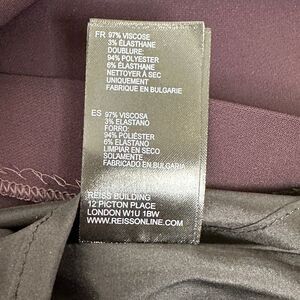 FR 97% VISCOSE
3% ÉLASTHANE
DOUBLURE:
94% POLYESTER
6% ÉLASTHANE
NETTOYER À SEC
UNIQUEMENT
FABRIQUE EN BULGARIE
ES 97% VISCOSA
3% ELASTANO
FORRO:
94% POLIÉSTER
6% ELASTANO
LIMPIAR EN SECO
SOLAMENTE
FABRICADO EN BULGARIA
REISS BUILDING
12 PICTON PLACE
LONDON W1U 1BW
WWW.REISSONLINE.COM